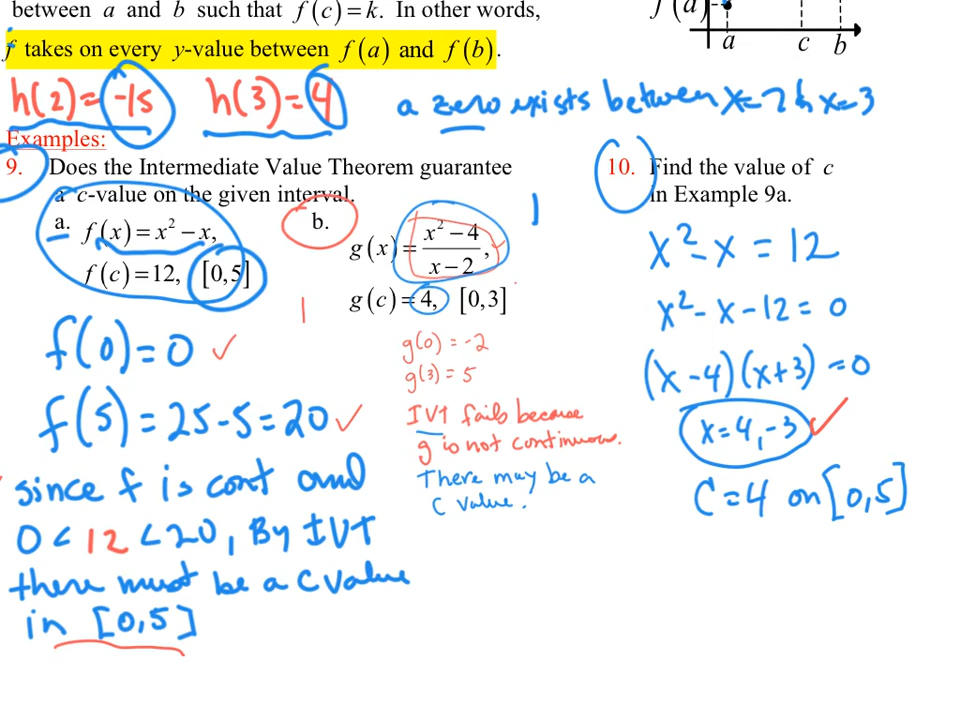 between a and b such that f(c)=k. In other words,
f takes on every y-value between f(a) and f(b).
f(a)
a c b
h(2)=-15 h(3)=4 a zero exists between x=2 & x=3
Examples:
9. Does the Intermediate Value Theorem guarantee
a c-value on the given interval.
a. f(x)=x²-x,
f(c)=12, [0,5]
b.
g(x)=(x²-4)/(x-2),
g(c)=4, [0,3]
f(0)=0 ✓
f(5)=25-5=20 ✓
since f is cont and
0<12<20, By IVT
there must be a C value
in [0,5]
g(0)=-2
g(3)=5
IVT fails because
g is not continuous.
There may be a
C value.
10. Find the value of c
in Example 9a.
x²-x=12
x²-x-12=0
(x-4)(x+3)=0
x=4,-3 ✓
C=4 on [0,5]